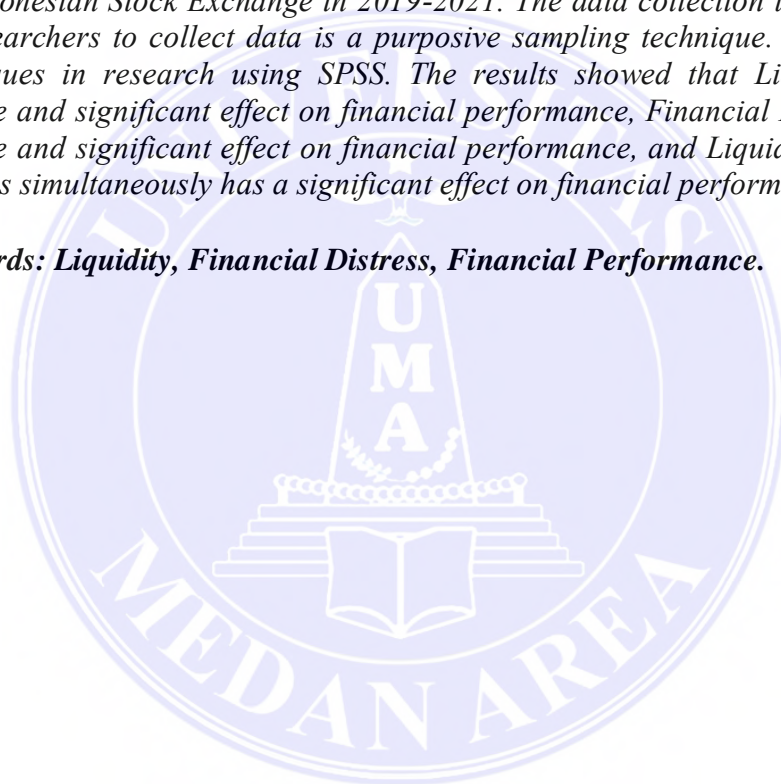 onesian Stock Exchange in 2019-2021. The data collection
earchers to collect data is a purposive sampling technique.
ues in research using SPSS. The results showed that Li
e and significant effect on financial performance, Financial
e and significant effect on financial performance, and Liquid
s simultaneously has a significant effect on financial perform
rds: Liquidity, Financial Distress, Financial Performance.
UNIVERSITAS
UMA
MEDAN AREA